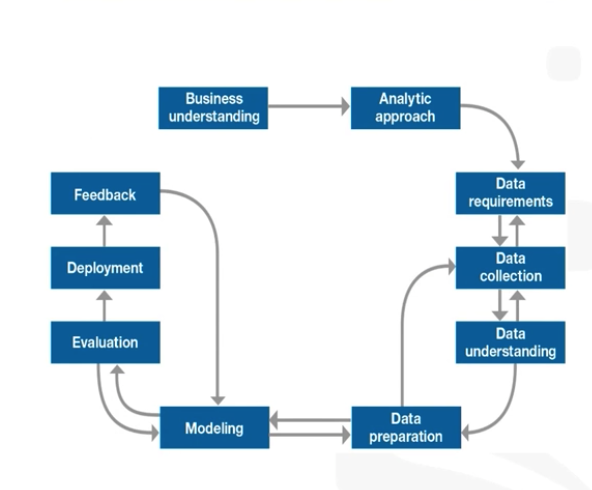 Business
understanding
Analytic
approach
Data
requirements
Data
collection
Data
understanding
Data
preparation
Modeling
Evaluation
Deployment
Feedback